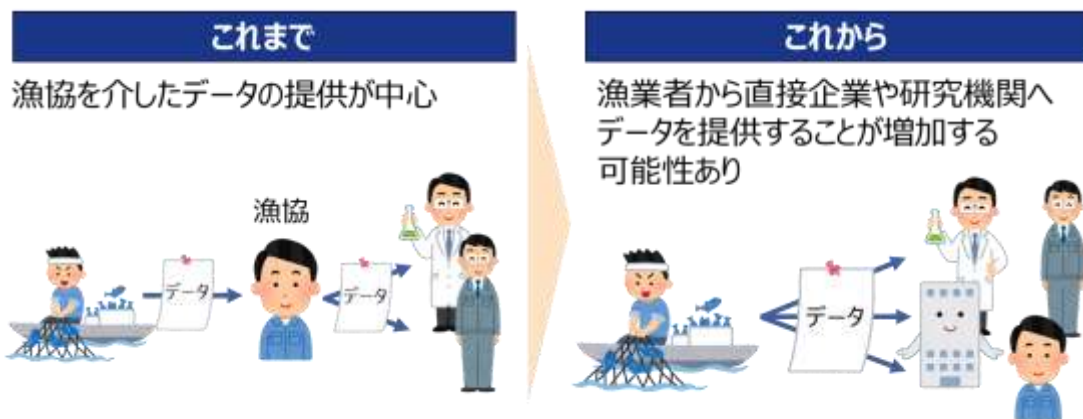 これまで
漁協を介したデータの提供が中心
漁協
データ
データ
これから
漁業者から直接企業や研究機関へ
データを提供することが増加する
可能性あり
データ